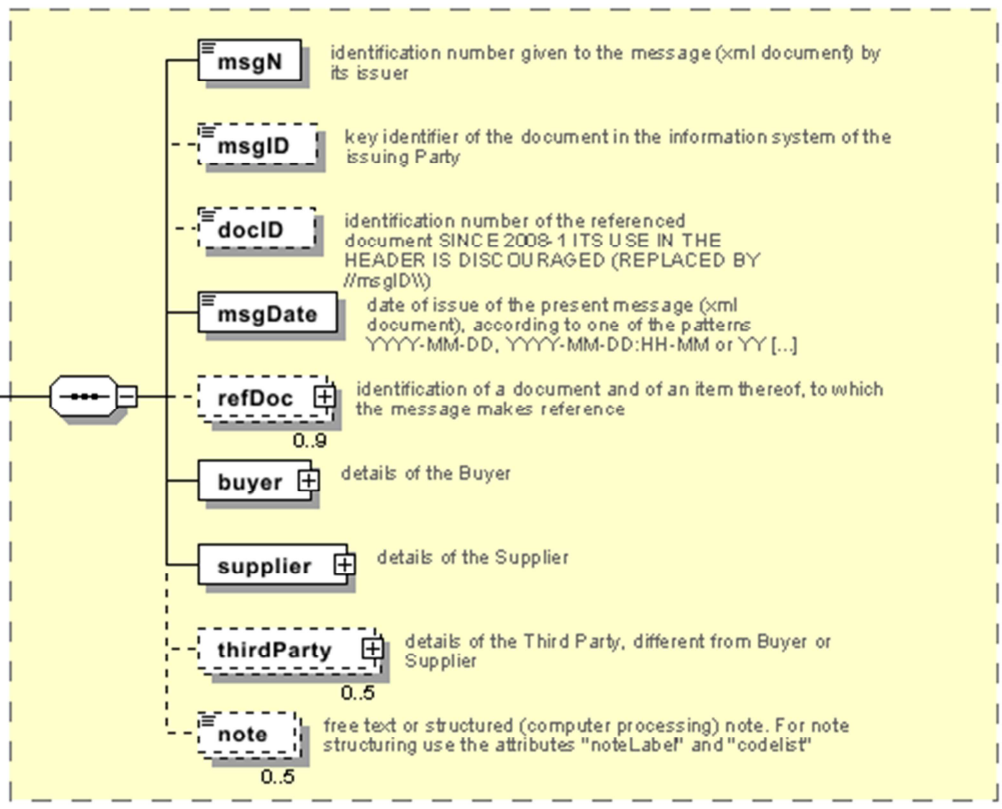 msgN
identification number given to the message (xml document) by
its issuer
msgID
key identifier of the document in the information system of the
issuing Party
docID
identification number of the referenced
document SINCE 2008-1 ITS USE IN THE
HEADER IS DISCOURAGED (REPLACED BY
//msgID\\)
msgDate
date of issue of the present message (xml
document), according to one of the patterns
YYYY-MM-DD, YYYY-MM-DD:HH-MM or YY [...]
refDoc
identification of a document and of an item thereof, to which
the message makes reference
0..9
buyer
details of the Buyer
supplier
details of the Supplier
thirdParty
details of the Third Party, different from Buyer or
Supplier
0..5
note
free text or structured (computer processing) note. For note
structuring use the attributes "noteLabel" and "codelist"
0..5